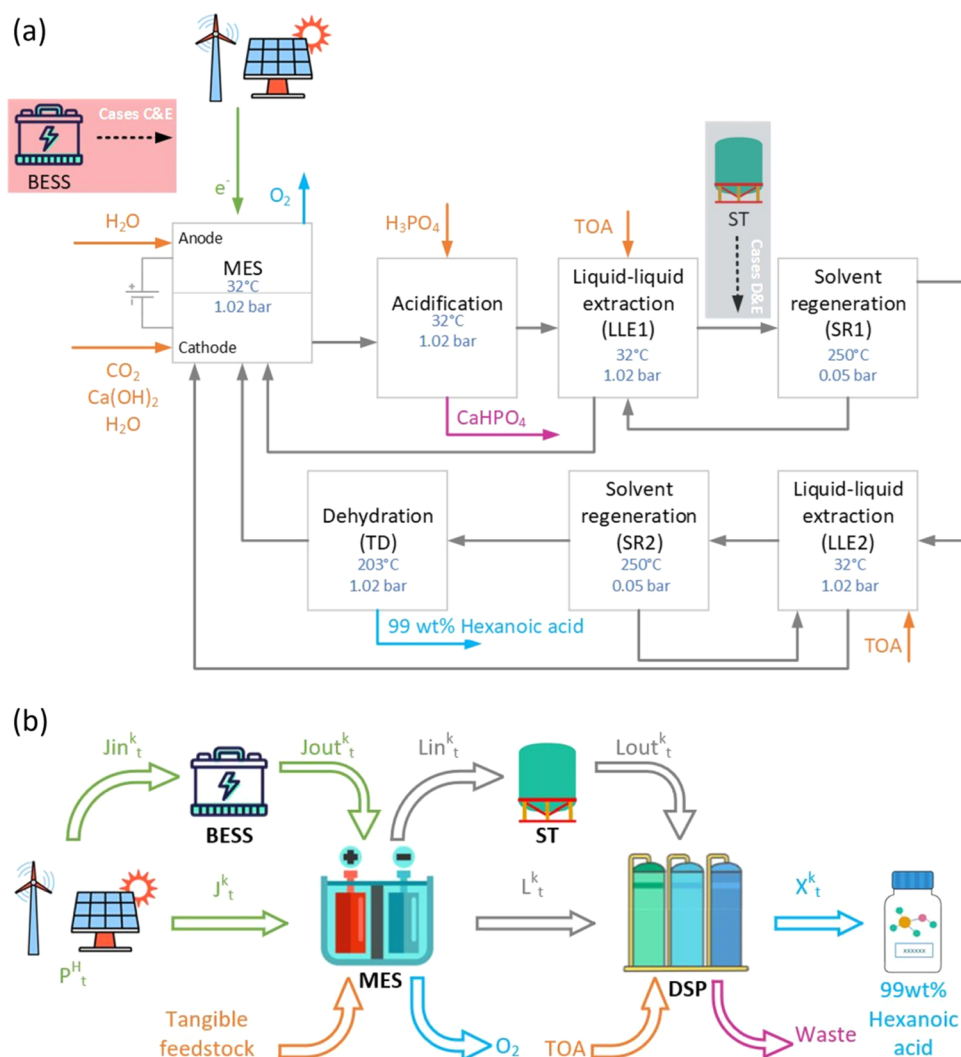 (a)
Cases C&E
BESS
e⁻
O₂
H₂O
Anode
MES
32°C
1.02 bar
Cathode
CO₂
Ca(OH)₂
H₂O
H₃PO₄
Acidification
32°C
1.02 bar
CaHPO₄
TOA
Liquid-liquid
extraction
(LLE1)
32°C
1.02 bar
ST
Cases D&E
Solvent
regeneration
(SR1)
250°C
0.05 bar
Dehydration
(TD)
203°C
1.02 bar
99 wt% Hexanoic acid
Solvent
regeneration
(SR2)
250°C
0.05 bar
Liquid-liquid
extraction
(LLE2)
32°C
1.02 bar
TOA
(b)
Jinᵏₜ
Joutᵏₜ
Linᵏₜ
Loutᵏₜ
BESS
ST
Jᵏₜ
Lᵏₜ
Xᵏₜ
xxxxxx
Pᴴₜ
MES
DSP
Tangible
feedstock
O₂
TOA
Waste
99wt%
Hexanoic
acid